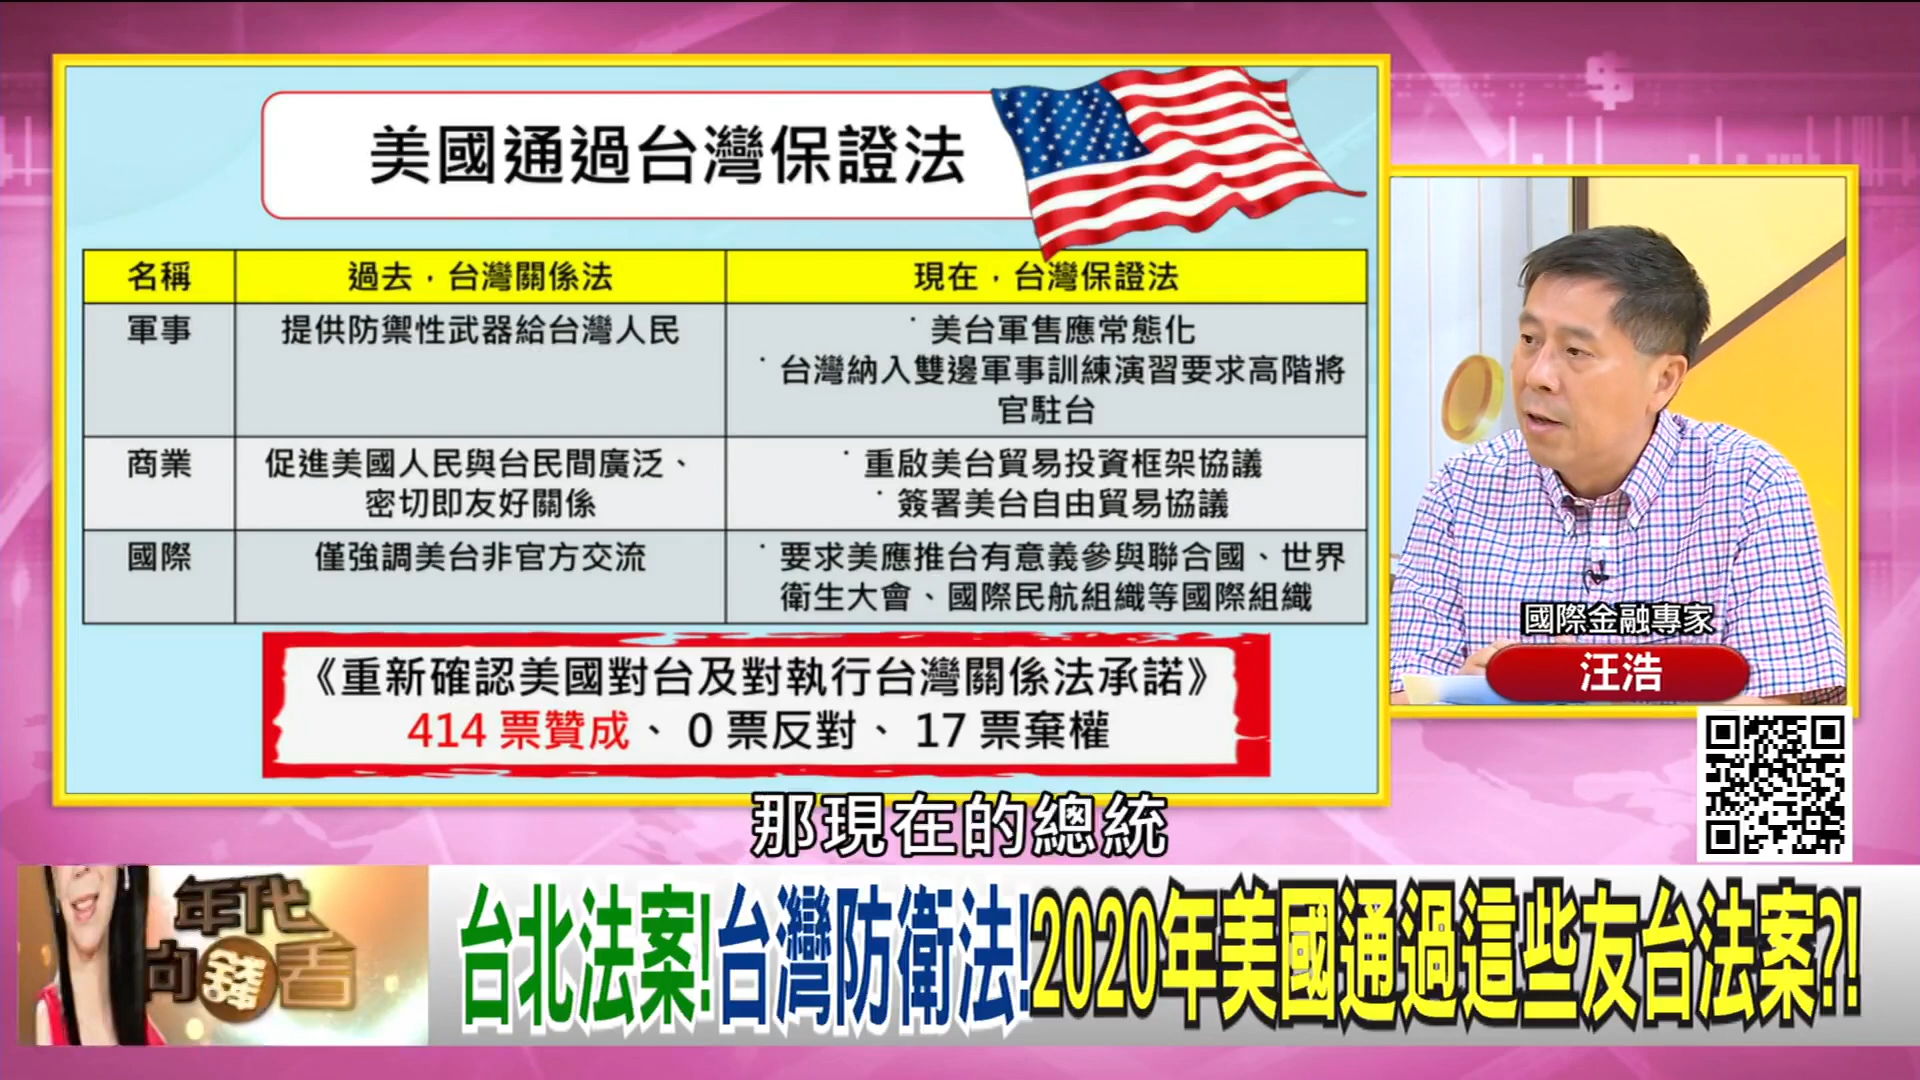 美國通過台灣保證法
名稱
過去，台灣關係法
現在，台灣保證法
軍事
提供防禦性武器給台灣人民
˙美台軍售應常態化
˙台灣納入雙邊軍事訓練演習要求高階將
官駐台
商業
促進美國人民與台民間廣泛、
密切即友好關係
˙重啟美台貿易投資框架協議
˙簽署美台自由貿易協議
國際
僅強調美台非官方交流
˙要求美應推台有意義參與聯合國、世界
衛生大會、國際民航組織等國際組織
《重新確認美國對台及對執行台灣關係法承諾》
414 票贊成、0 票反對、17 票棄權
國際金融專家
汪浩
那現在的總統
年代
向錢看
台北法案!台灣防衛法!2020年美國通過這些友台法案?!